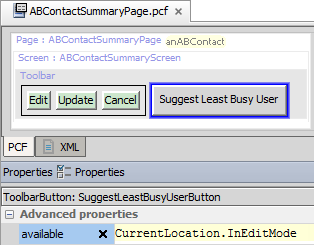 ABContactSummaryPage.pcf
Page : ABContactSummaryPage anABContact
Screen : ABContactSummaryScreen
Toolbar
Edit Update Cancel Suggest Least Busy User
PCF XML
Properties Properties
ToolbarButton: SuggestLeastBusyUserButton
Advanced properties
available CurrentLocation.InEditMode